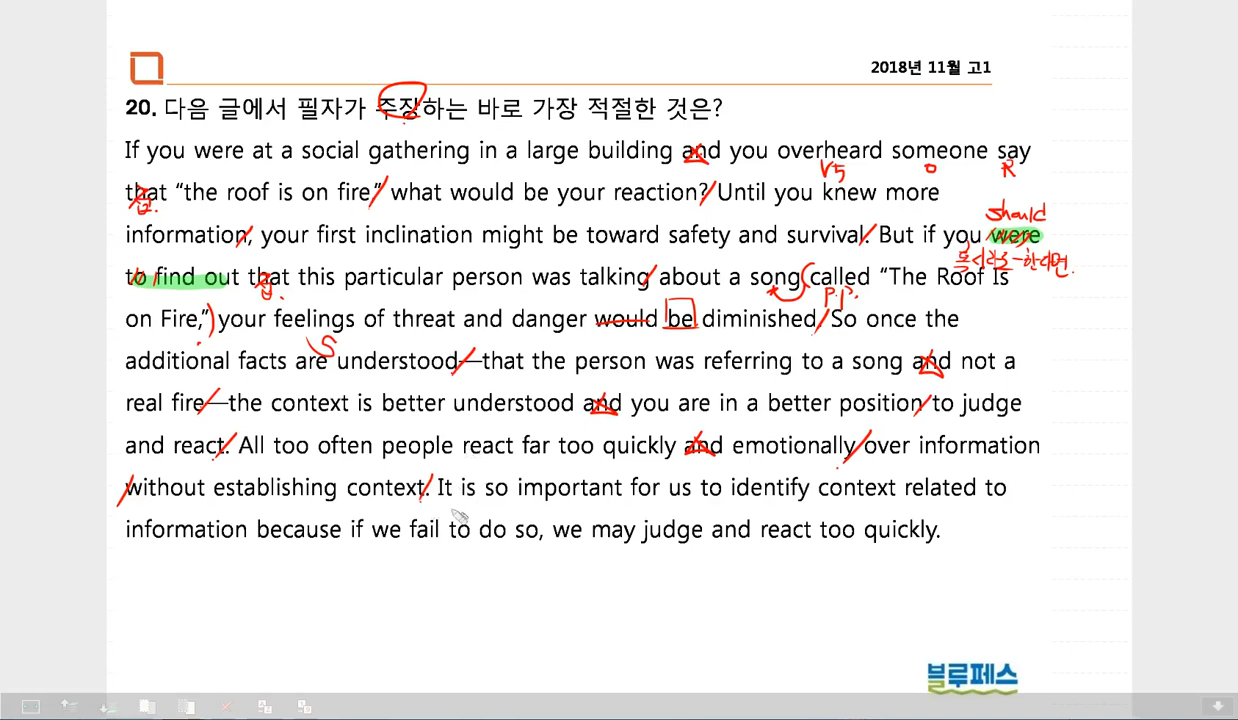 2018년 11월 고1
20. 다음 글에서 필자가 주장하는 바로 가장 적절한 것은?
If you were at a social gathering in a large building and you overheard someone say
V5 o R
that “the roof is on fire,” what would be your reaction? Until you knew more
접.
should
information, your first inclination might be toward safety and survival. But if you were
to find out that this particular person was talking about a song called “The Roof Is
접. P.P.
on Fire,” your feelings of threat and danger would be diminished. So once the
S
additional facts are understood—that the person was referring to a song and not a
real fire—the context is better understood and you are in a better position to judge
and react. All too often people react far too quickly and emotionally over information
without establishing context. It is so important for us to identify context related to
information because if we fail to do so, we may judge and react too quickly.
블루페스